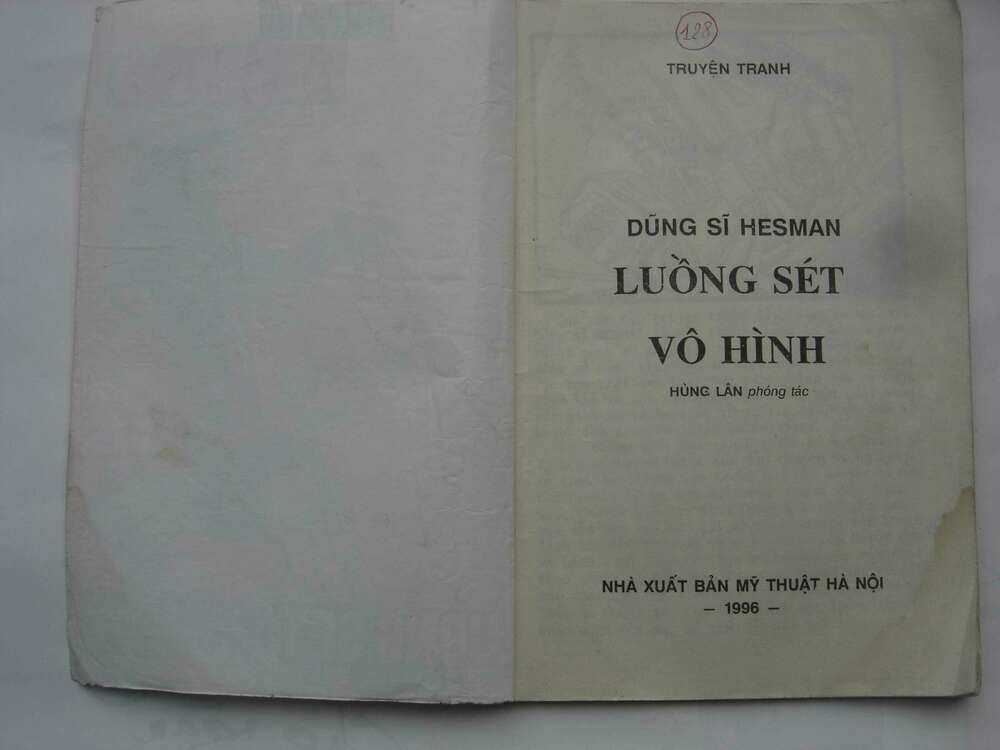 128
TRUYỆN TRANH
DŨNG SĨ HESMAN
LUỒNG SÉT
VÔ HÌNH
HÙNG LÂN phóng tác
NHÀ XUẤT BẢN MỸ THUẬT HÀ NỘI
– 1996 –